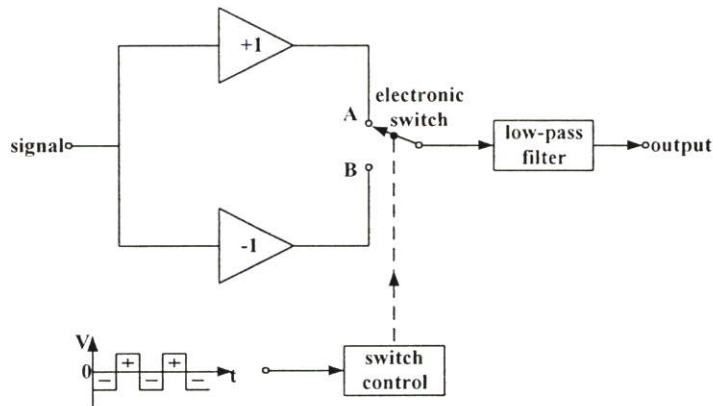 +1
electronic
switch
A
signal
low-pass
filter
output
B
-1
V
0
+ +
− − −
t
switch
control